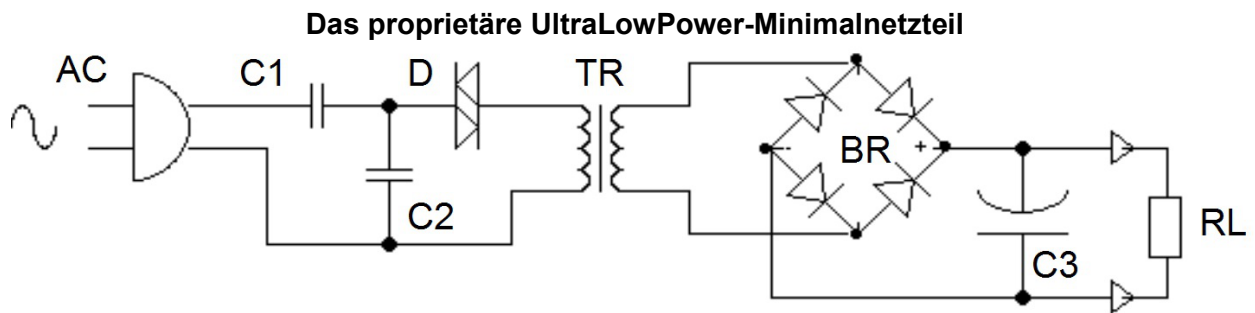 Das proprietäre UltraLowPower-Minimalnetzteil
AC C1 D TR
BR
- +
C2
C3
RL